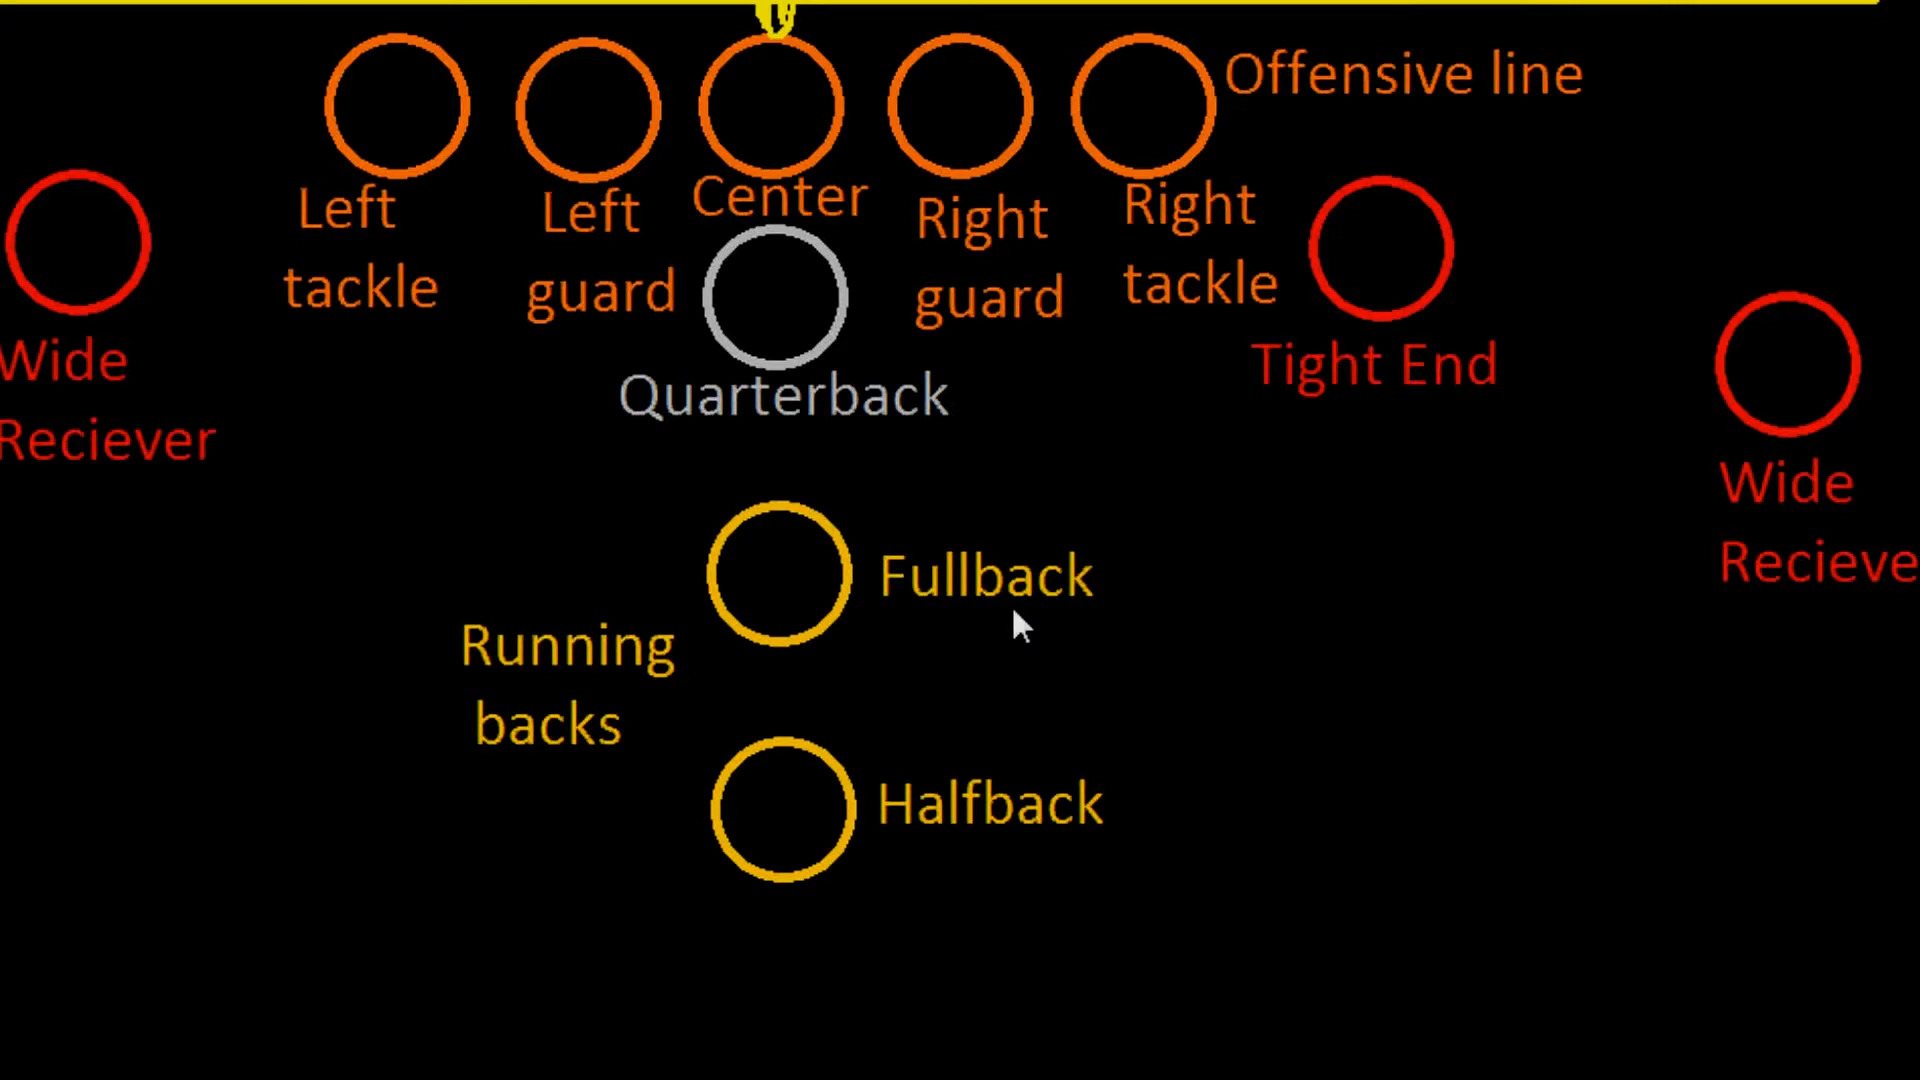 Offensive line
Left
tackle
Left
guard
Center
Right
guard
Right
tackle
Wide
Reciever
Quarterback
Tight End
Wide
Recieve
Fullback
Running
backs
Halfback